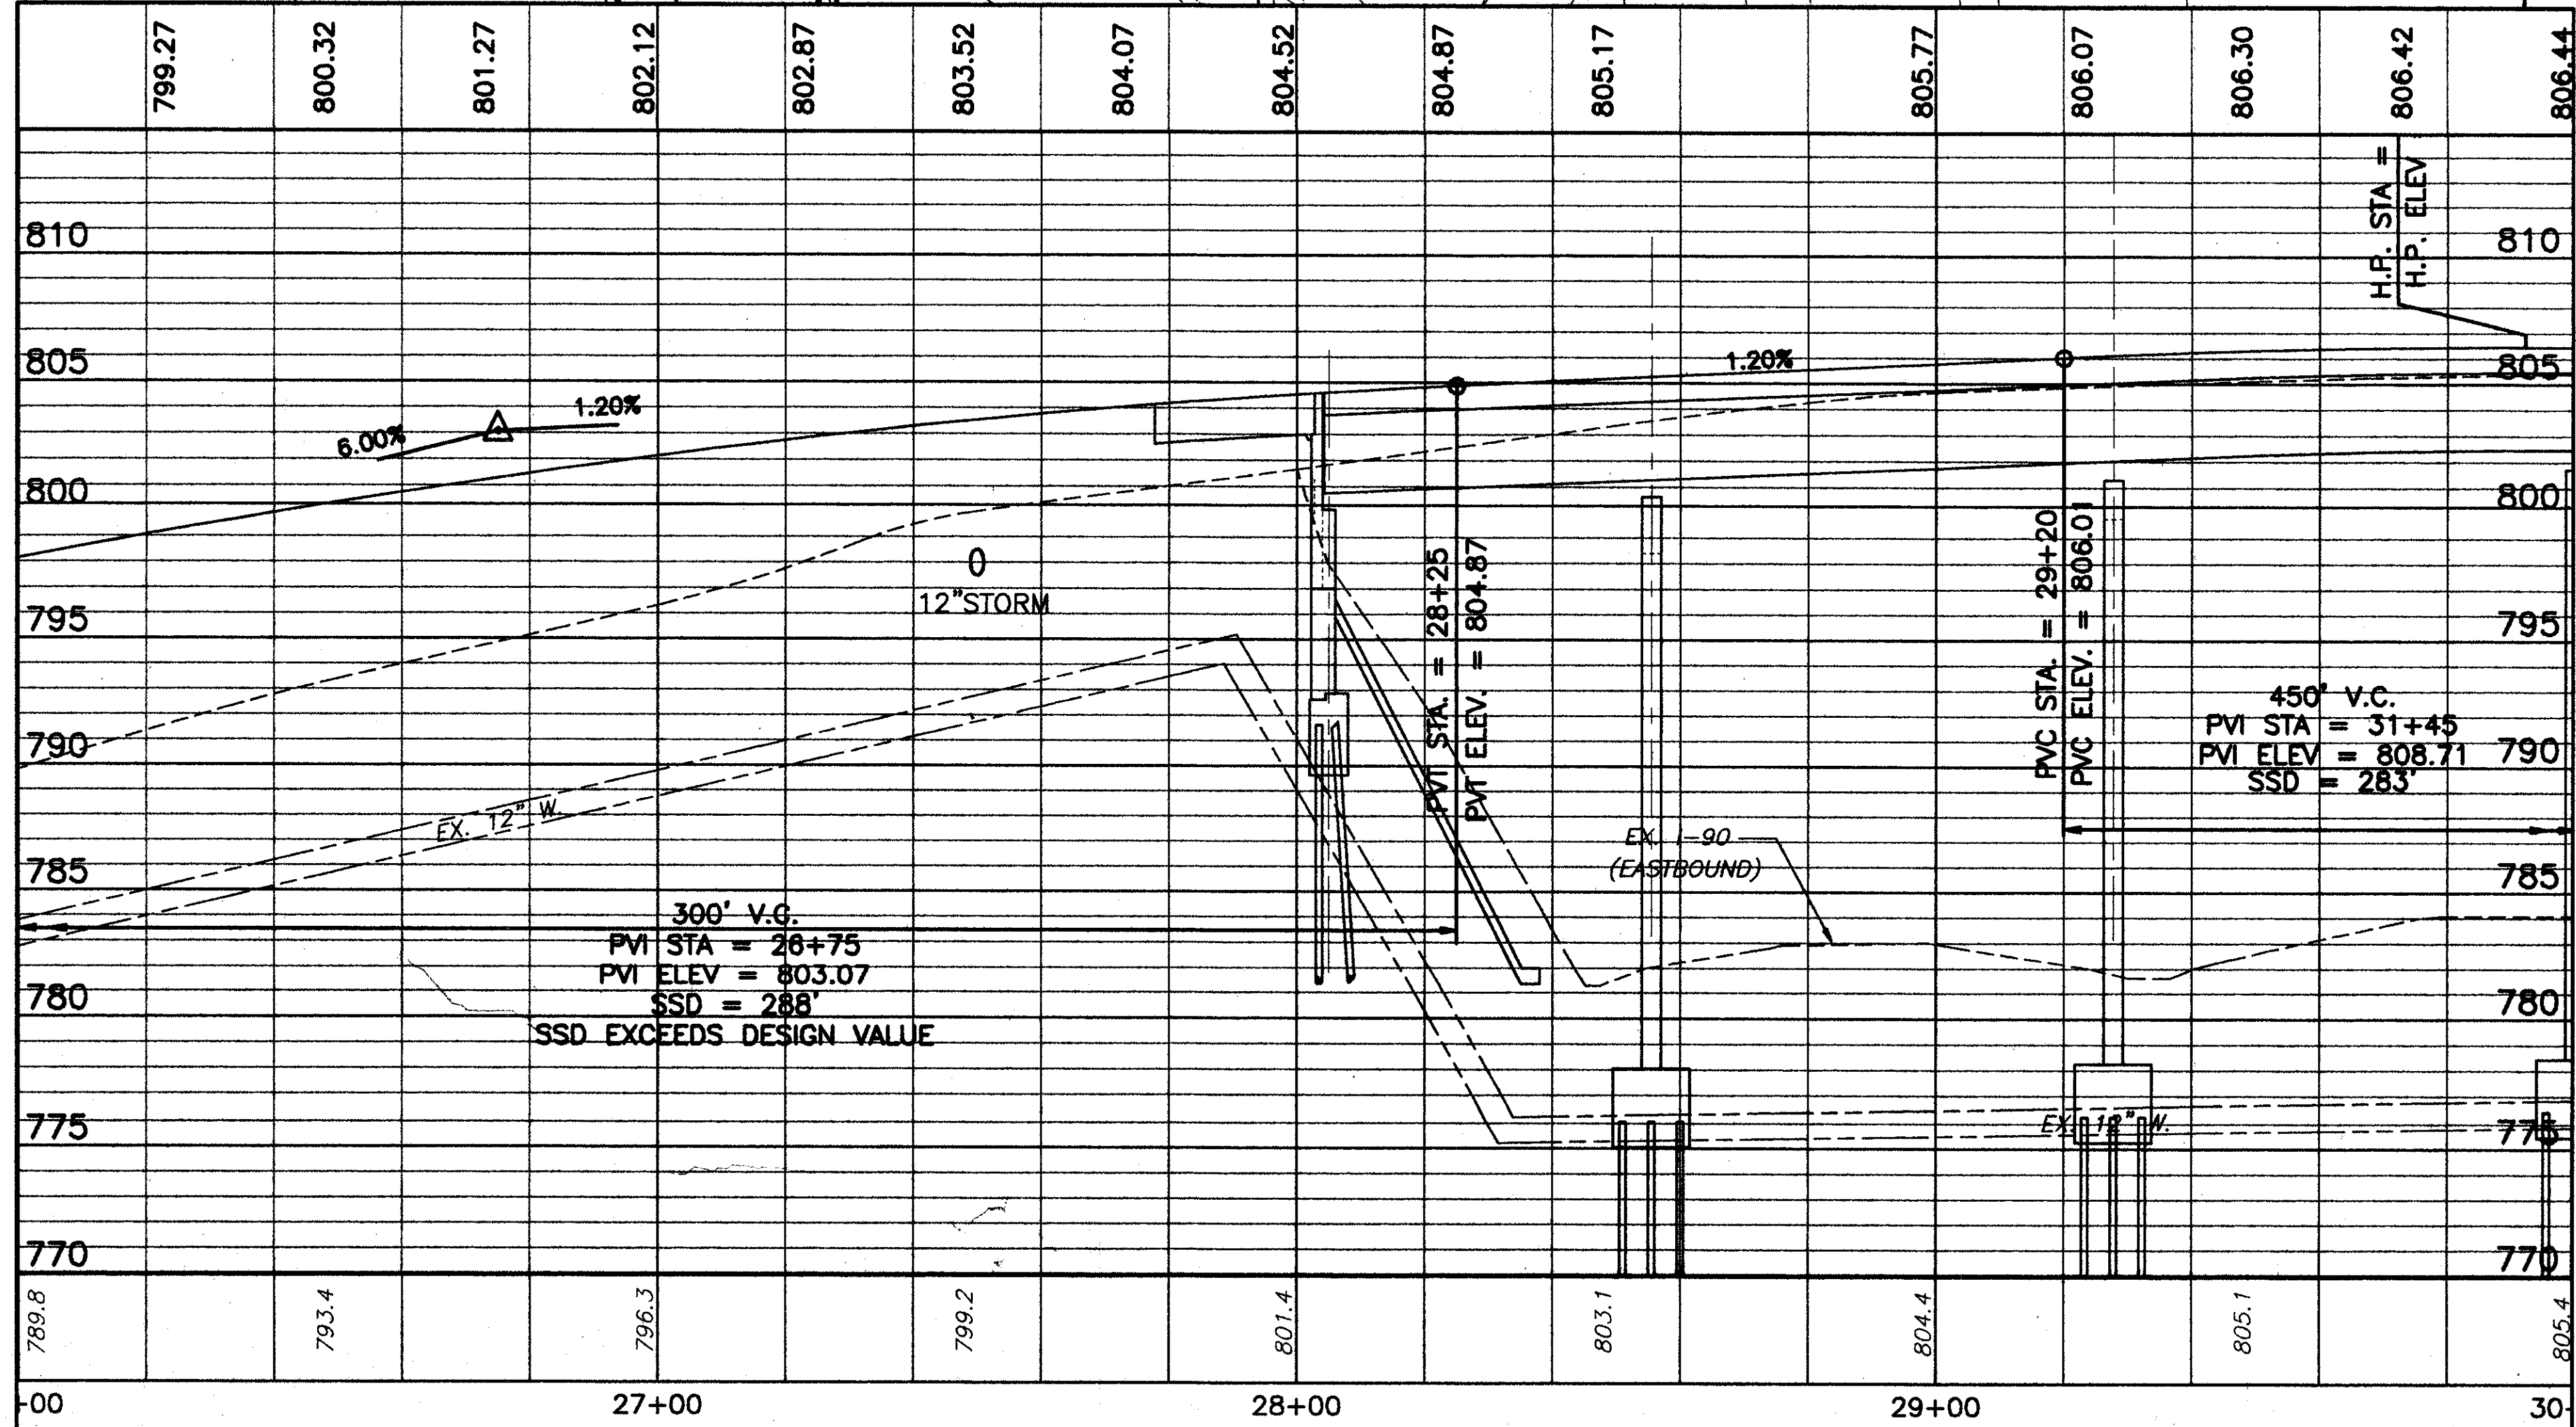 799.27 800.32 801.27 802.12 802.87 803.52 804.07 804.52 804.87 805.17 805.77 806.07 806.30 806.42 806.44
H.P. STA =
H.P. ELEV
810 810
805 805
1.20%
6.00%
1.20%
800 800
0
12"STORM
795 795
PVT STA. = 28+25
PVT ELEV. = 804.87
PVC STA. = 29+20
PVC ELEV. = 806.01
450' V.C.
PVI STA = 31+45
PVI ELEV = 808.71
SSD = 283'
790 790
EX. 12" W.
EX. I-90
(EASTBOUND)
785 785
300' V.C.
PVI STA = 26+75
PVI ELEV = 803.07
SSD = 288'
SSD EXCEEDS DESIGN VALUE
780 780
775 775
EX. 12" W.
770 770
789.8 793.4 796.3 799.2 801.4 803.1 804.4 805.1 805.4
+00 27+00 28+00 29+00 30+